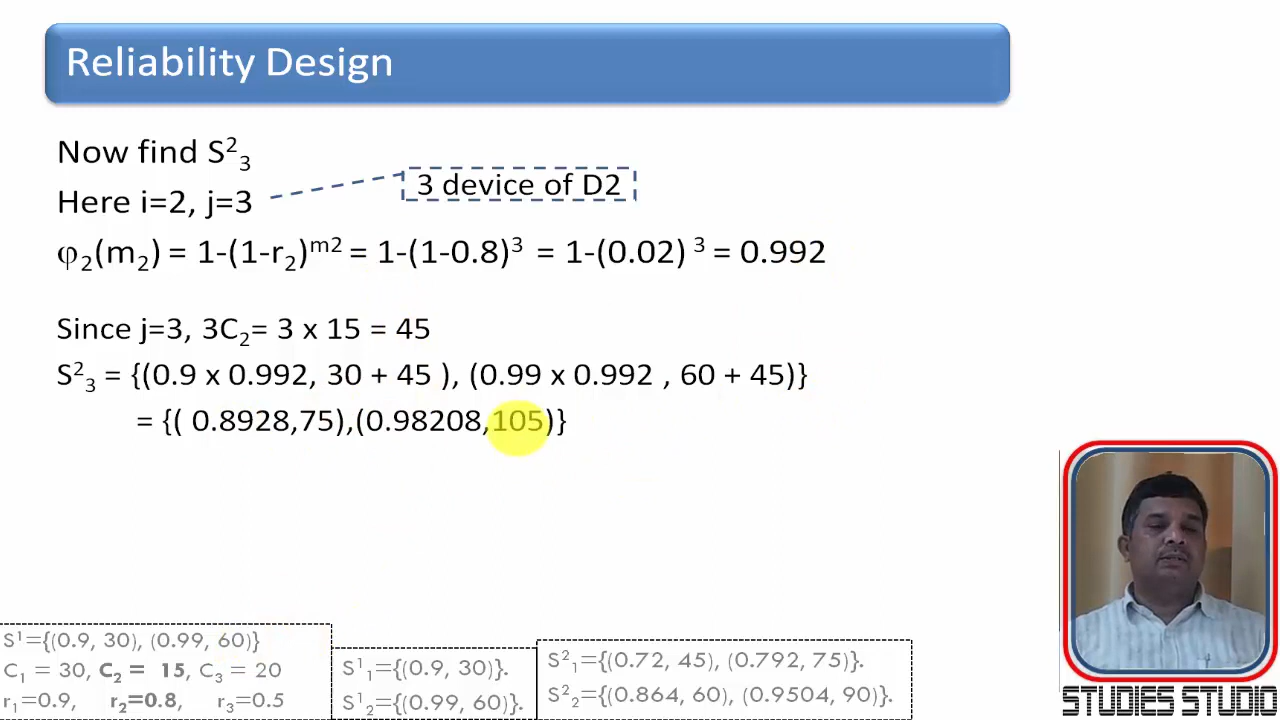 Reliability Design
Now find S²₃
3 device of D2
Here i=2, j=3
φ₂(m₂) = 1-(1-r₂)ᵐ² = 1-(1-0.8)³ = 1-(0.02) ³ = 0.992
Since j=3, 3C₂= 3 x 15 = 45
S²₃ = {(0.9 x 0.992, 30 + 45 ), (0.99 x 0.992 , 60 + 45)}
= {( 0.8928,75),(0.98208,105)}
S¹={(0.9, 30), (0.99, 60)}
C₁ = 30, C₂ = 15, C₃ = 20
r₁=0.9, r₂=0.8, r₃=0.5
S¹₁={(0.9, 30)}.
S¹₂={(0.99,60)}.
S²₁={(0.72, 45), (0.792, 75)}.
S²₂={(0.864, 60), (0.9504, 90)}.
STUDIES STUDIO